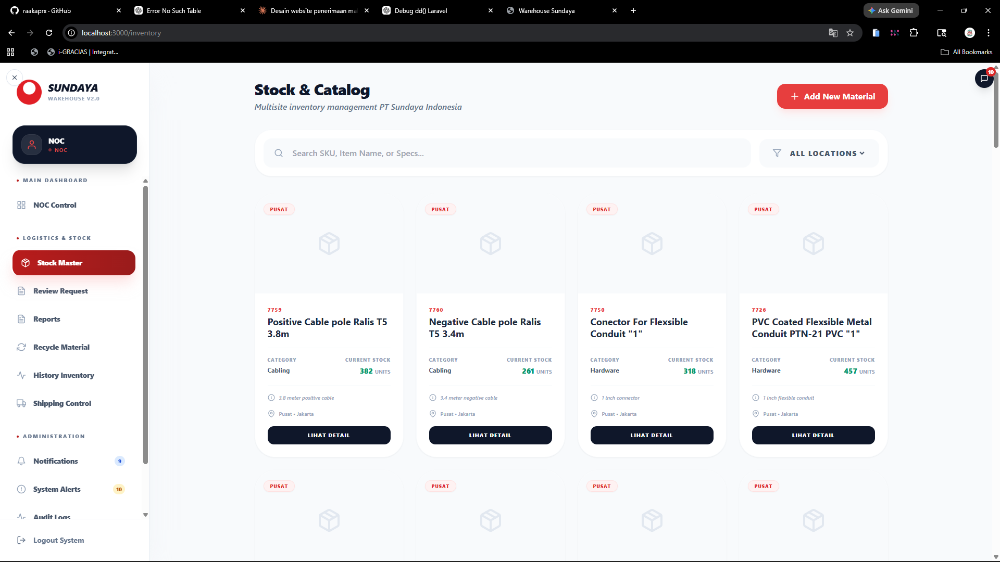 raakaprx · GitHub
Error No Such Table
Desain website penerimaan ma
Debug dd() Laravel
Warehouse Sundaya
Ask Gemini
localhost:3000/inventory
i-GRACIAS | Integrat...
All Bookmarks
SUNDAYA
WAREHOUSE V2.0
NOC
NOC
MAIN DASHBOARD
NOC Control
LOGISTICS & STOCK
Stock Master
Review Request
Reports
Recycle Material
History Inventory
Shipping Control
ADMINISTRATION
Notifications 9
System Alerts 10
Audit Logs
Logout System
Stock & Catalog
Multisite inventory management PT Sundaya Indonesia
Add New Material
10
Search SKU, Item Name, or Specs...
ALL LOCATIONS
PUSAT
7759
Positive Cable pole Ralis T5
3.8m
CATEGORY CURRENT STOCK
Cabling 382 UNITS
3.8 meter positive cable
Pusat • Jakarta
LIHAT DETAIL
PUSAT
7760
Negative Cable pole Ralis
T5 3.4m
CATEGORY CURRENT STOCK
Cabling 261 UNITS
3.4 meter negative cable
Pusat • Jakarta
LIHAT DETAIL
PUSAT
7750
Conector For Flexsible
Conduit "1"
CATEGORY CURRENT STOCK
Hardware 318 UNITS
1 inch connector
Pusat • Jakarta
LIHAT DETAIL
PUSAT
7726
PVC Coated Flexsible Metal
Conduit PTN-21 PVC "1"
CATEGORY CURRENT STOCK
Hardware 457 UNITS
1 inch flexible conduit
Pusat • Jakarta
LIHAT DETAIL
PUSAT
PUSAT
PUSAT
PUSAT